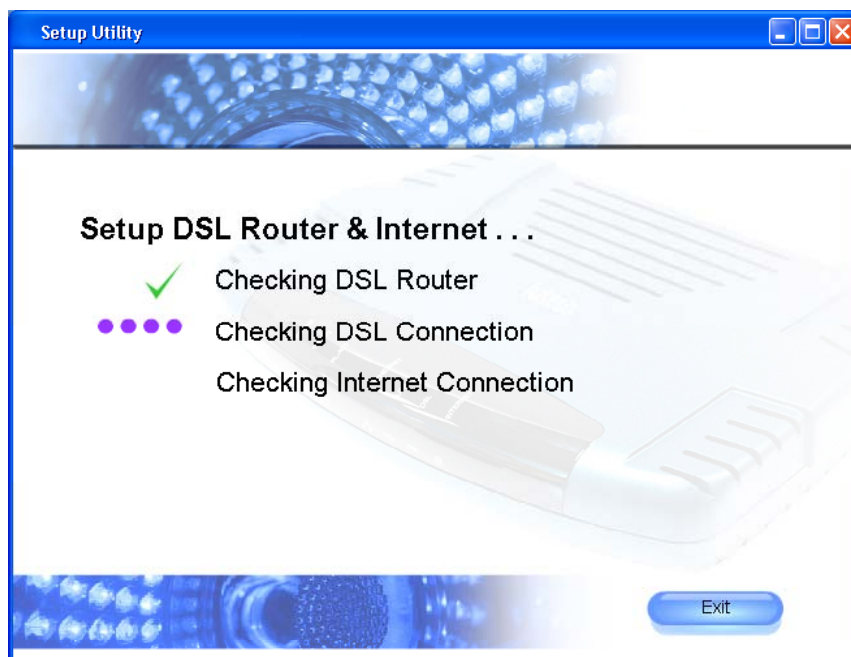 Setup Utility
Setup DSL Router & Internet . . .
Checking DSL Router
Checking DSL Connection
Checking Internet Connection
Exit